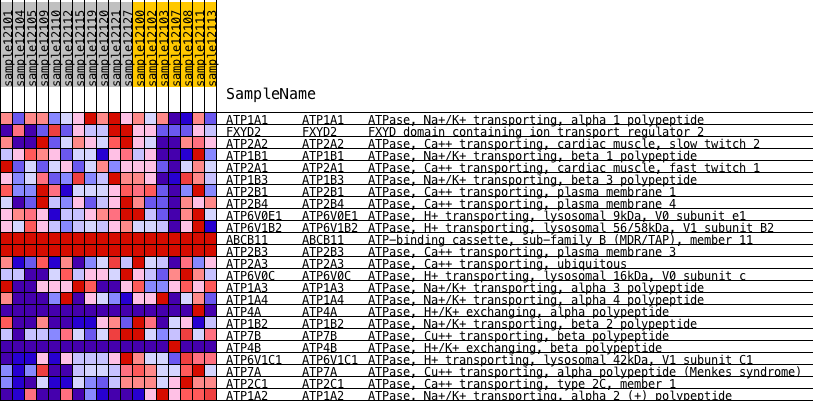 sample12101
sample12104
sample12105
sample12109
sample12110
sample12112
sample12115
sample12119
sample12120
sample12121
sample12127
sample12100
sample12102
sample12103
sample12107
sample12108
sample12111
sample12113
SampleName
ATP1A1 ATP1A1 ATPase, Na+/K+ transporting, alpha 1 polypeptide
FXYD2 FXYD2 FXYD domain containing ion transport regulator 2
ATP2A2 ATP2A2 ATPase, Ca++ transporting, cardiac muscle, slow twitch 2
ATP1B1 ATP1B1 ATPase, Na+/K+ transporting, beta 1 polypeptide
ATP2A1 ATP2A1 ATPase, Ca++ transporting, cardiac muscle, fast twitch 1
ATP1B3 ATP1B3 ATPase, Na+/K+ transporting, beta 3 polypeptide
ATP2B1 ATP2B1 ATPase, Ca++ transporting, plasma membrane 1
ATP2B4 ATP2B4 ATPase, Ca++ transporting, plasma membrane 4
ATP6V0E1 ATP6V0E1 ATPase, H+ transporting, lysosomal 9kDa, V0 subunit e1
ATP6V1B2 ATP6V1B2 ATPase, H+ transporting, lysosomal 56/58kDa, V1 subunit B2
ABCB11 ABCB11 ATP-binding cassette, sub-family B (MDR/TAP), member 11
ATP2B3 ATP2B3 ATPase, Ca++ transporting, plasma membrane 3
ATP2A3 ATP2A3 ATPase, Ca++ transporting, ubiquitous
ATP6V0C ATP6V0C ATPase, H+ transporting, lysosomal 16kDa, V0 subunit c
ATP1A3 ATP1A3 ATPase, Na+/K+ transporting, alpha 3 polypeptide
ATP1A4 ATP1A4 ATPase, Na+/K+ transporting, alpha 4 polypeptide
ATP4A ATP4A ATPase, H+/K+ exchanging, alpha polypeptide
ATP1B2 ATP1B2 ATPase, Na+/K+ transporting, beta 2 polypeptide
ATP7B ATP7B ATPase, Cu++ transporting, beta polypeptide
ATP4B ATP4B ATPase, H+/K+ exchanging, beta polypeptide
ATP6V1C1 ATP6V1C1 ATPase, H+ transporting, lysosomal 42kDa, V1 subunit C1
ATP7A ATP7A ATPase, Cu++ transporting, alpha polypeptide (Menkes syndrome)
ATP2C1 ATP2C1 ATPase, Ca++ transporting, type 2C, member 1
ATP1A2 ATP1A2 ATPase, Na+/K+ transporting, alpha 2 (+) polypeptide